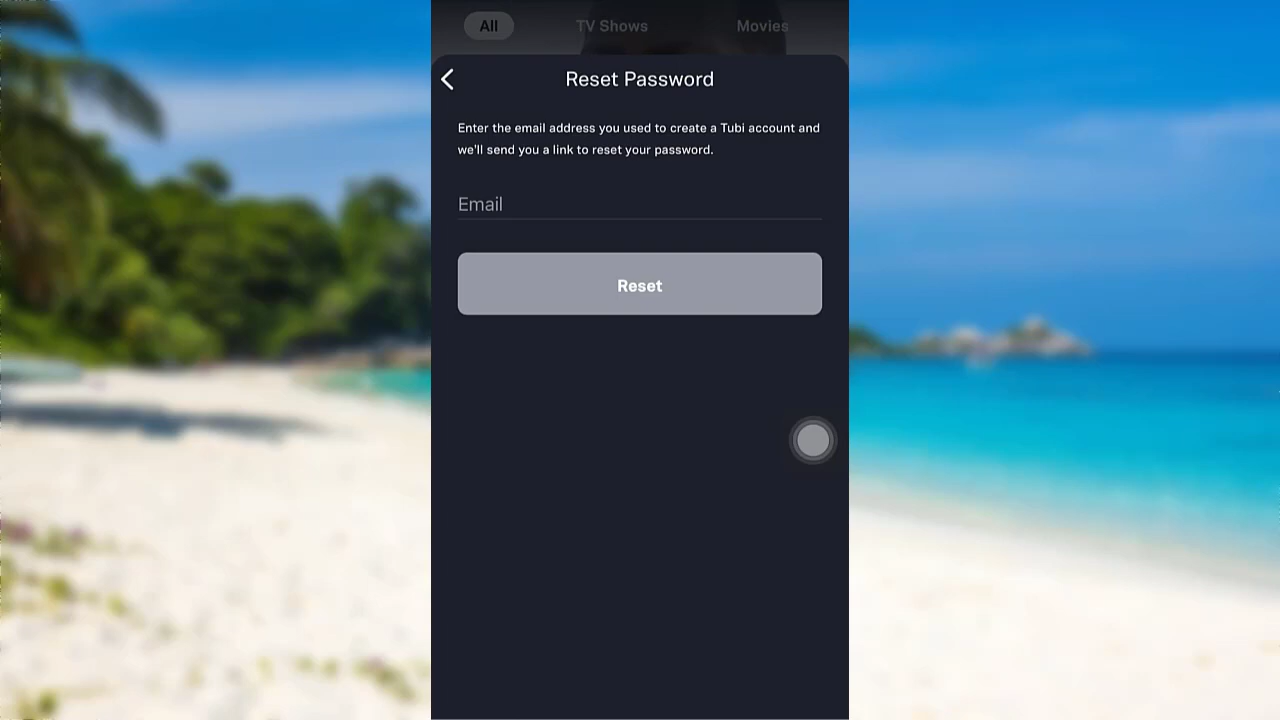 All TV Shows Movies
Reset Password
Enter the email address you used to create a Tubi account and
we'll send you a link to reset your password.
Email
Reset